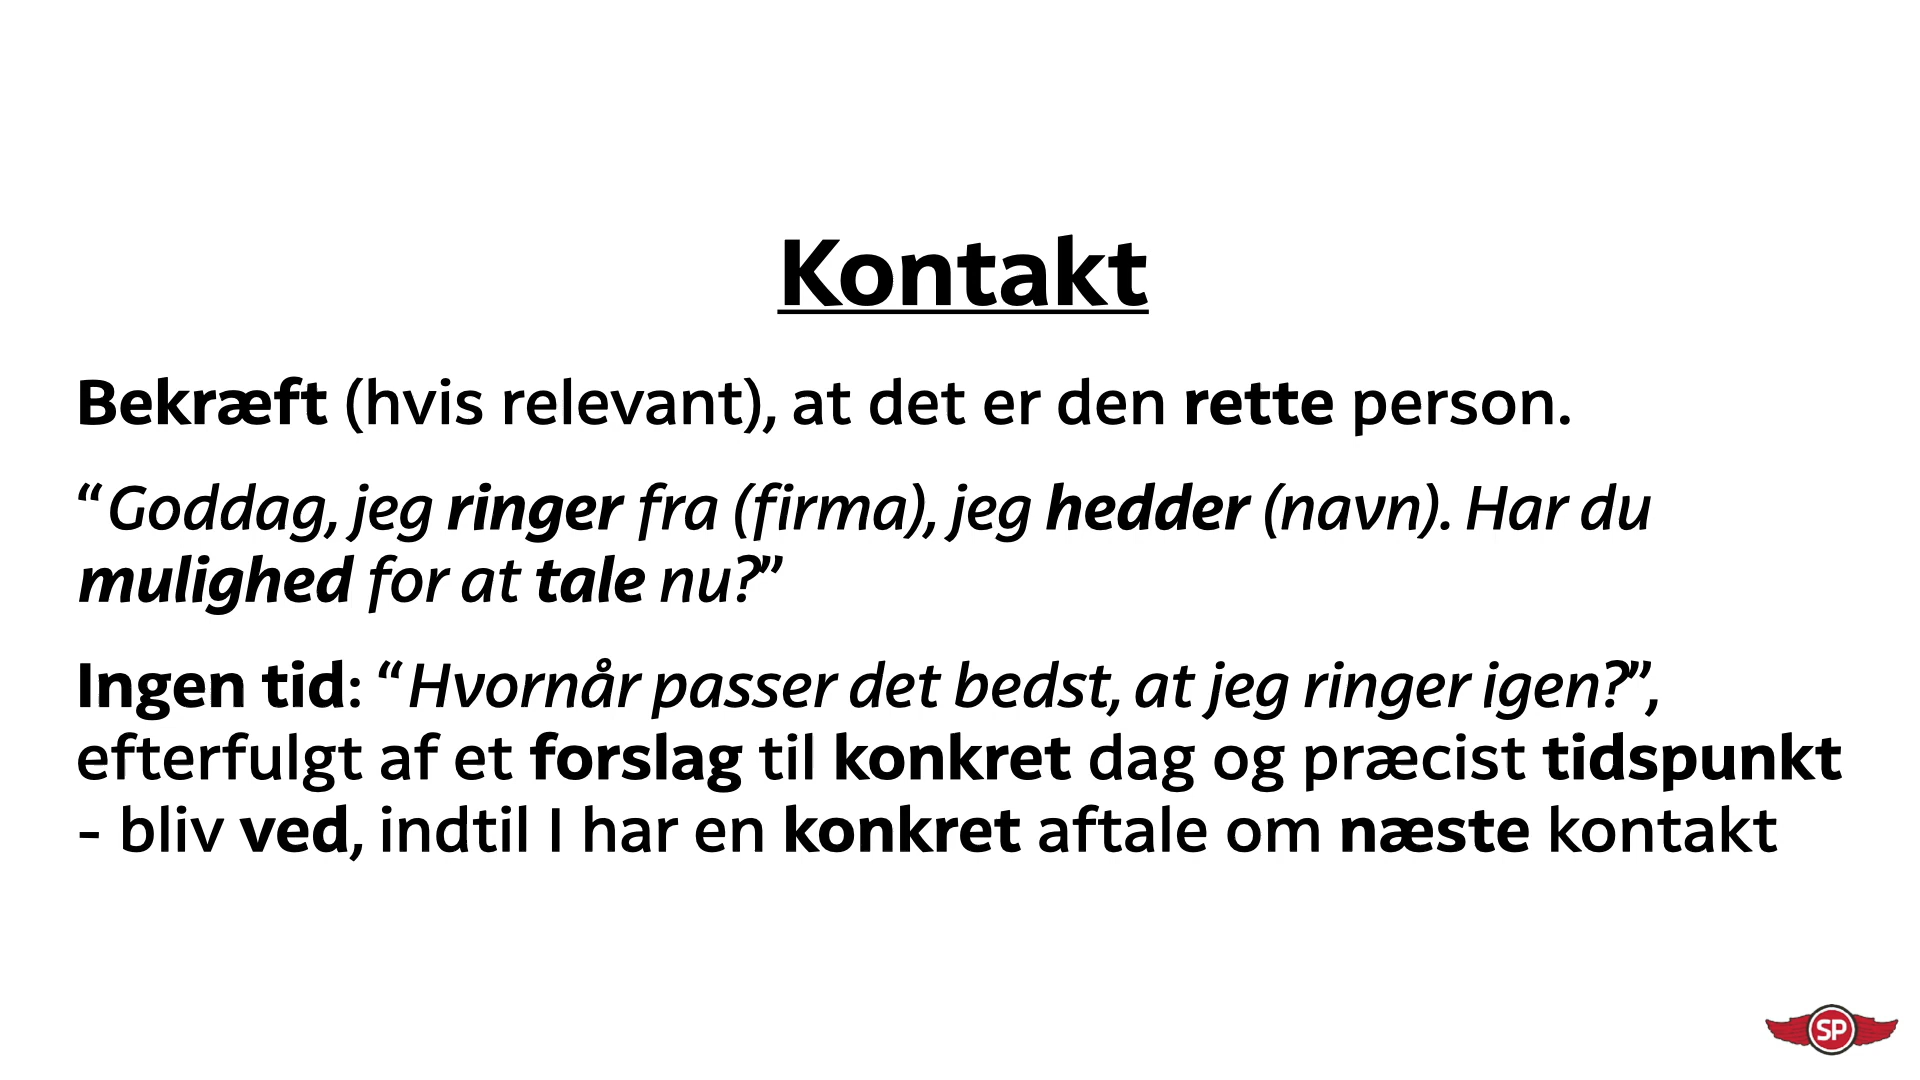 Kontakt
Bekræft (hvis relevant), at det er den rette person.
“Goddag, jeg ringer fra (firma), jeg hedder (navn). Har du
mulighed for at tale nu?”
Ingen tid: “Hvornår passer det bedst, at jeg ringer igen?”,
efterfulgt af et forslag til konkret dag og præcist tidspunkt
- bliv ved, indtil I har en konkret aftale om næste kontakt
SP